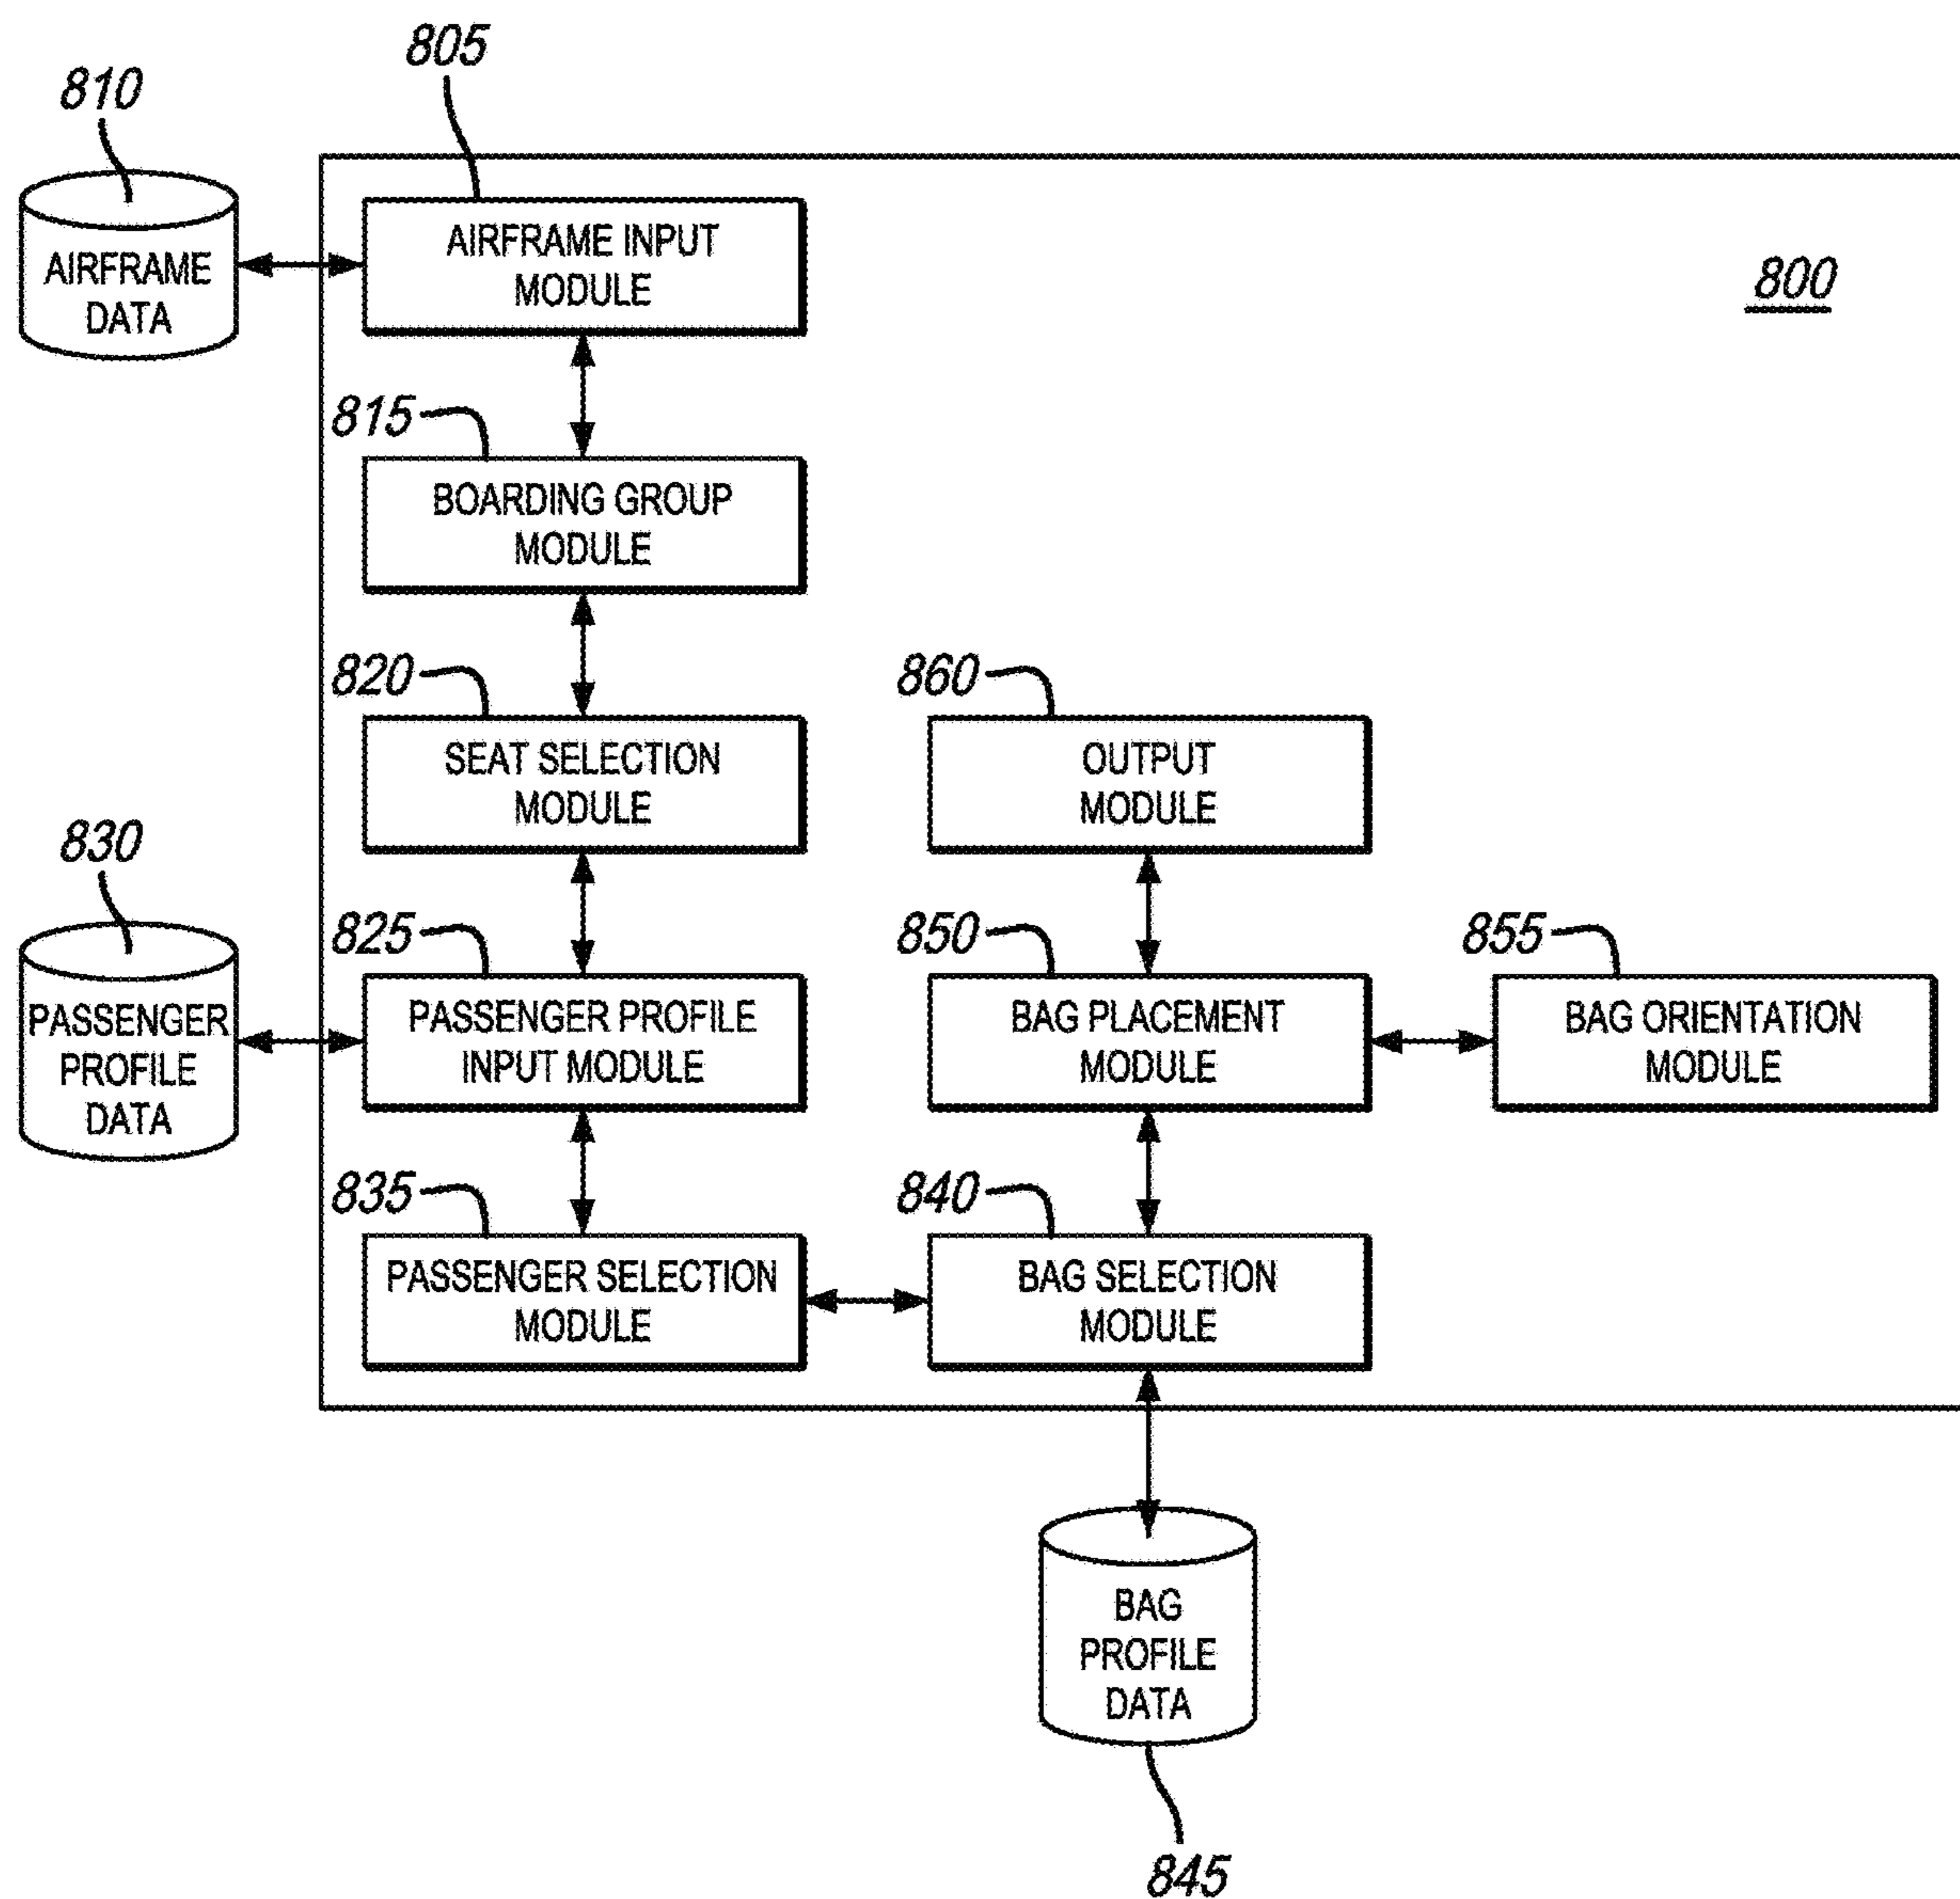 805
810
AIRFRAME
DATA
AIRFRAME INPUT
MODULE
800
815
BOARDING GROUP
MODULE
820
SEAT SELECTION
MODULE
860
OUTPUT
MODULE
830
PASSENGER
PROFILE
DATA
825
PASSENGER PROFILE
INPUT MODULE
850
BAG PLACEMENT
MODULE
855
BAG ORIENTATION
MODULE
835
PASSENGER SELECTION
MODULE
840
BAG SELECTION
MODULE
BAG
PROFILE
DATA
845